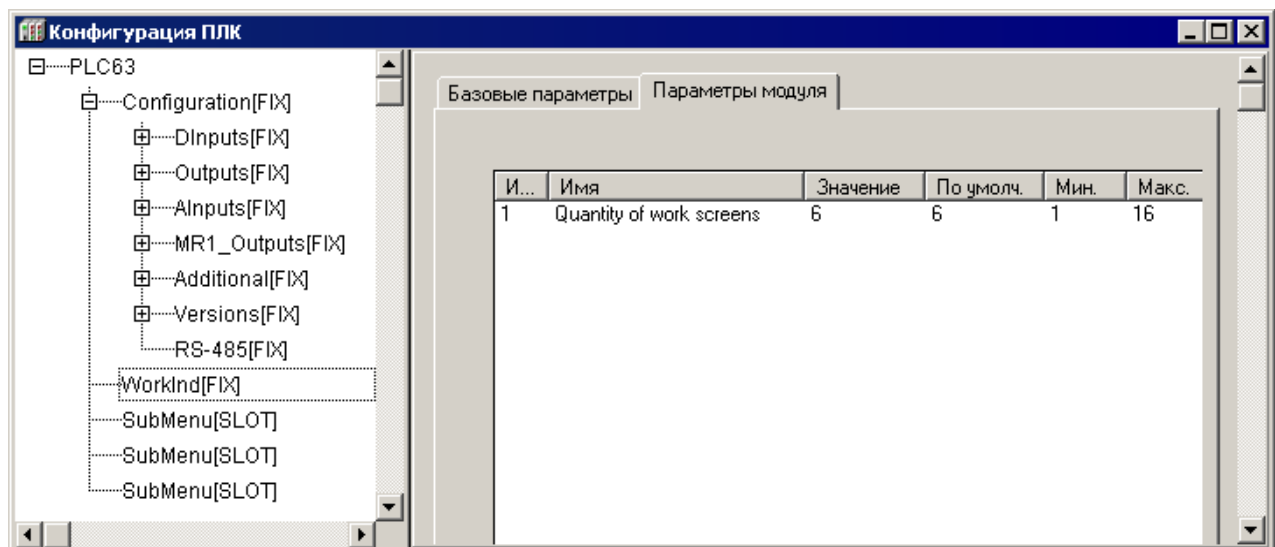 Конфигурация ПЛК
PLC63
Configuration[FIX]
DInputs[FIX]
Outputs[FIX]
AInputs[FIX]
MR1_Outputs[FIX]
Additional[FIX]
Versions[FIX]
RS-485[FIX]
WorkInd[FIX]
SubMenu[SLOT]
SubMenu[SLOT]
SubMenu[SLOT]
Базовые параметры Параметры модуля
И... Имя Значение По умолч. Мин. Макс.
1 Quantity of work screens 6 6 1 16